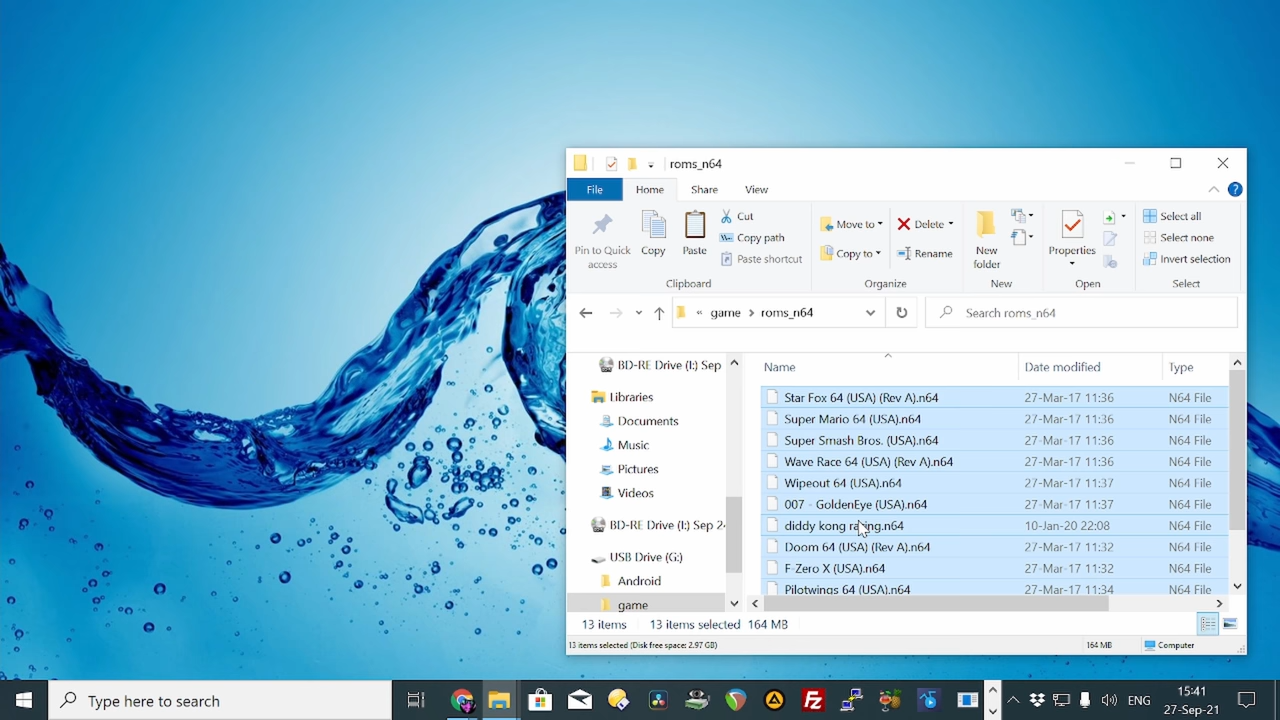 roms_n64
File Home Share View
Pin to Quick access
Copy
Paste
Cut
Copy path
Paste shortcut
Clipboard
Move to
Copy to
Delete
Rename
Organize
New folder
New
Properties
Open
Select all
Select none
Invert selection
Select
« game > roms_n64
Search roms_n64
BD-RE Drive (I:) Sep
Libraries
Documents
Music
Pictures
Videos
BD-RE Drive (I:) Sep 2
USB Drive (G:)
Android
game
Name Date modified Type
Star Fox 64 (USA) (Rev A).n64 27-Mar-17 11:36 N64 File
Super Mario 64 (USA).n64 27-Mar-17 11:36 N64 File
Super Smash Bros. (USA).n64 27-Mar-17 11:36 N64 File
Wave Race 64 (USA) (Rev A).n64 27-Mar-17 11:36 N64 File
Wipeout 64 (USA).n64 27-Mar-17 11:37 N64 File
007 - GoldenEye (USA).n64 27-Mar-17 11:37 N64 File
diddy kong racing.n64 10-Jan-20 22:08 N64 File
Doom 64 (USA) (Rev A).n64 27-Mar-17 11:32 N64 File
F-Zero X (USA).n64 27-Mar-17 11:32 N64 File
Pilotwings 64 (USA).n64 27-Mar-17 11:34 N64 File
13 items 13 items selected 164 MB
13 items selected (Disk free space: 2.97 GB) 164 MB Computer
Type here to search
ENG
15:41
27-Sep-21